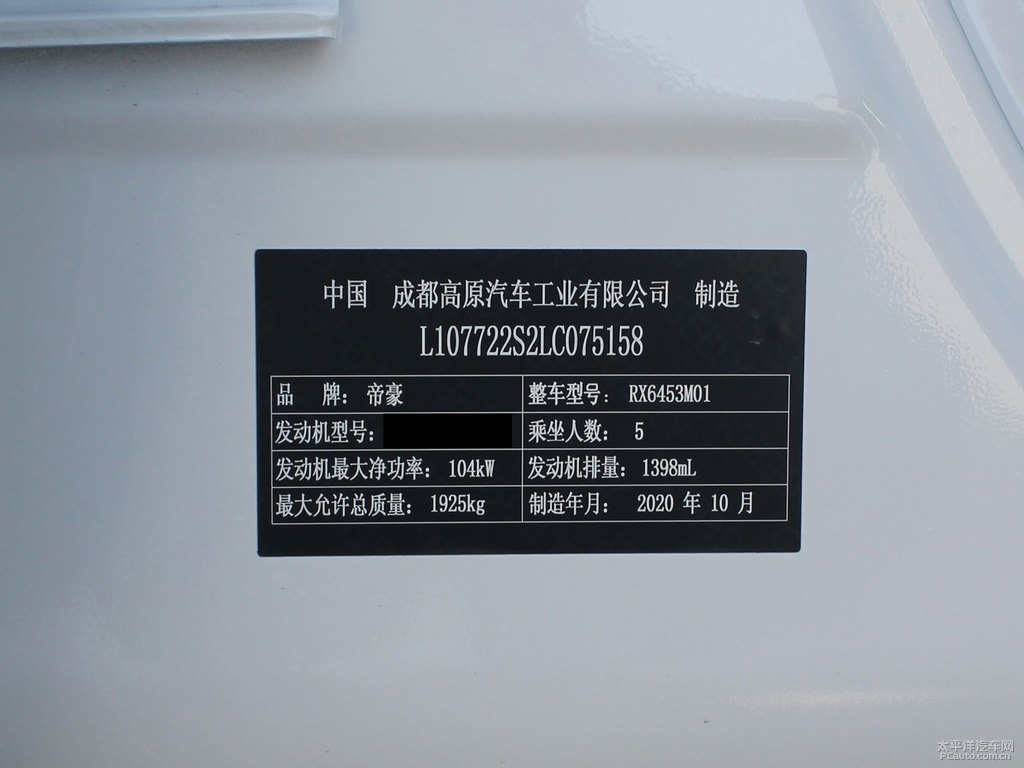 中国 成都高原汽车工业有限公司 制造
L107722S2LC075158
品 牌： 帝豪 整车型号： RX6453M01
发动机型号： 乘坐人数： 5
发动机最大净功率： 104kW 发动机排量： 1398mL
最大允许总质量： 1925kg 制造年月： 2020 年 10 月
太平洋汽车网
PCauto.com.cn